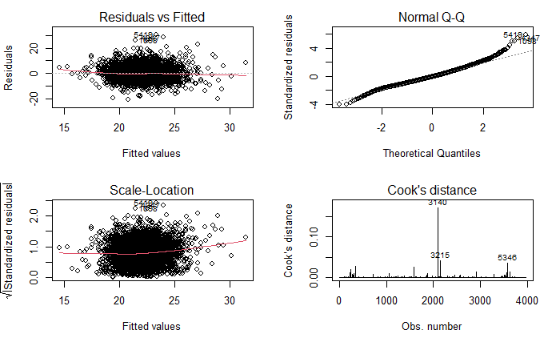 Residuals vs Fitted
Residuals
20
0
-20
15
20
25
30
Fitted values
Normal Q-Q
Standardized residuals
4
2
0
-4
-2
0
2
Theoretical Quantiles
Scale-Location
√|Standardized residuals|
2.0
1.0
0.0
15
20
25
30
Fitted values
Cook's distance
Cook's distance
0.10
0.00
3140
3215
5346
0
1000
2000
3000
4000
Obs. number